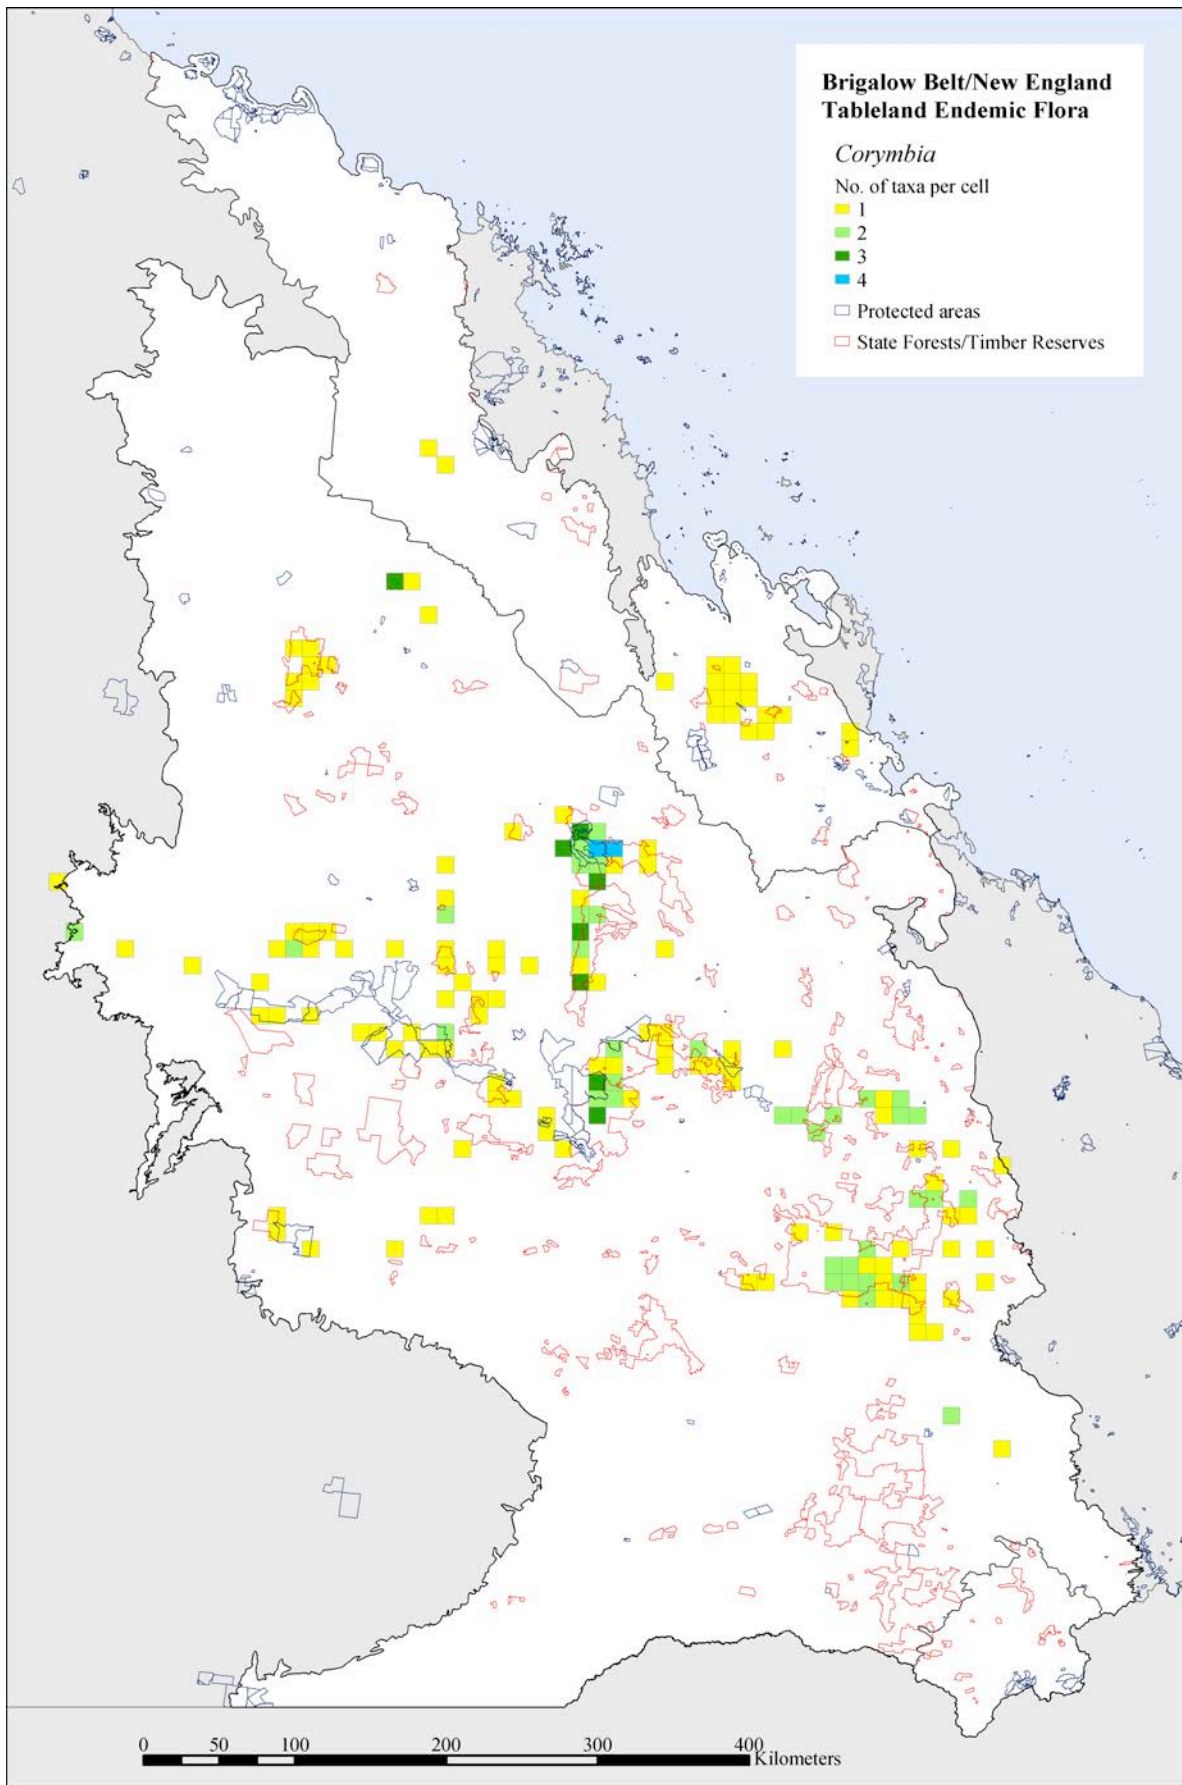 Brigalow Belt/New England
Tableland Endemic Flora
Corymbia
No. of taxa per cell
1
2
3
4
Protected areas
State Forests/Timber Reserves
0 50 100 200 300 400
Kilometers